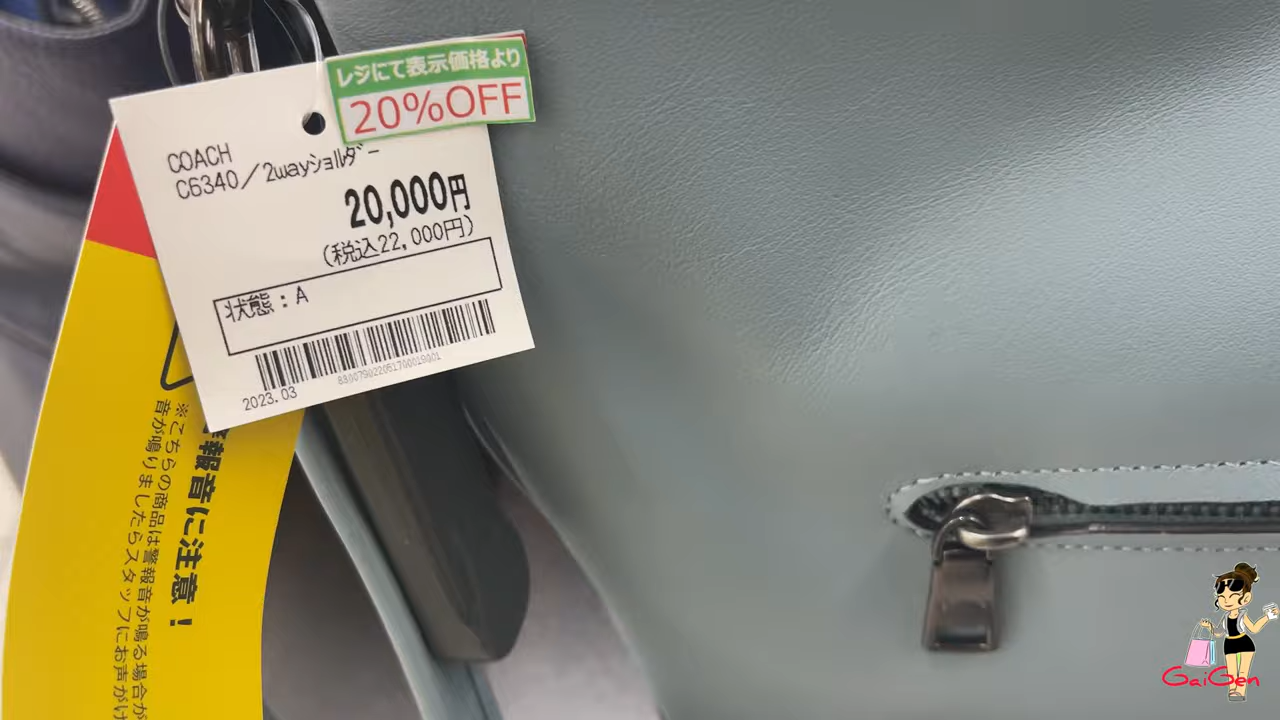 レジにて表示価格より
20%OFF
COACH
C6340/2wayショルダー
20,000円
(税込22,000円)
状態:A
2023.03
警報音に注意!
※こちらの商品は警報音が鳴る場合が
音が鳴りましたらスタッフにお声がけ
GaiGen